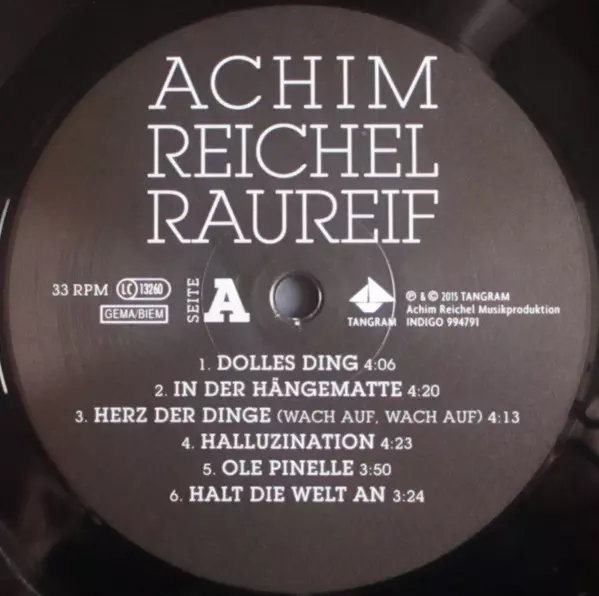 ACHIM
REICHEL
RAUREIF
33 RPM
LC 13260
GEMA/BIEM
SEITE
A
TANGRAM
℗ & © 2015 TANGRAM
Achim Reichel Musikproduktion
INDIGO 994791
1. DOLLES DING 4:06
2. IN DER HÄNGEMATTE 4:20
3. HERZ DER DINGE (WACH AUF, WACH AUF) 4:13
4. HALLUZINATION 4:23
5. OLE PINELLE 3:50
6. HALT DIE WELT AN 3:24